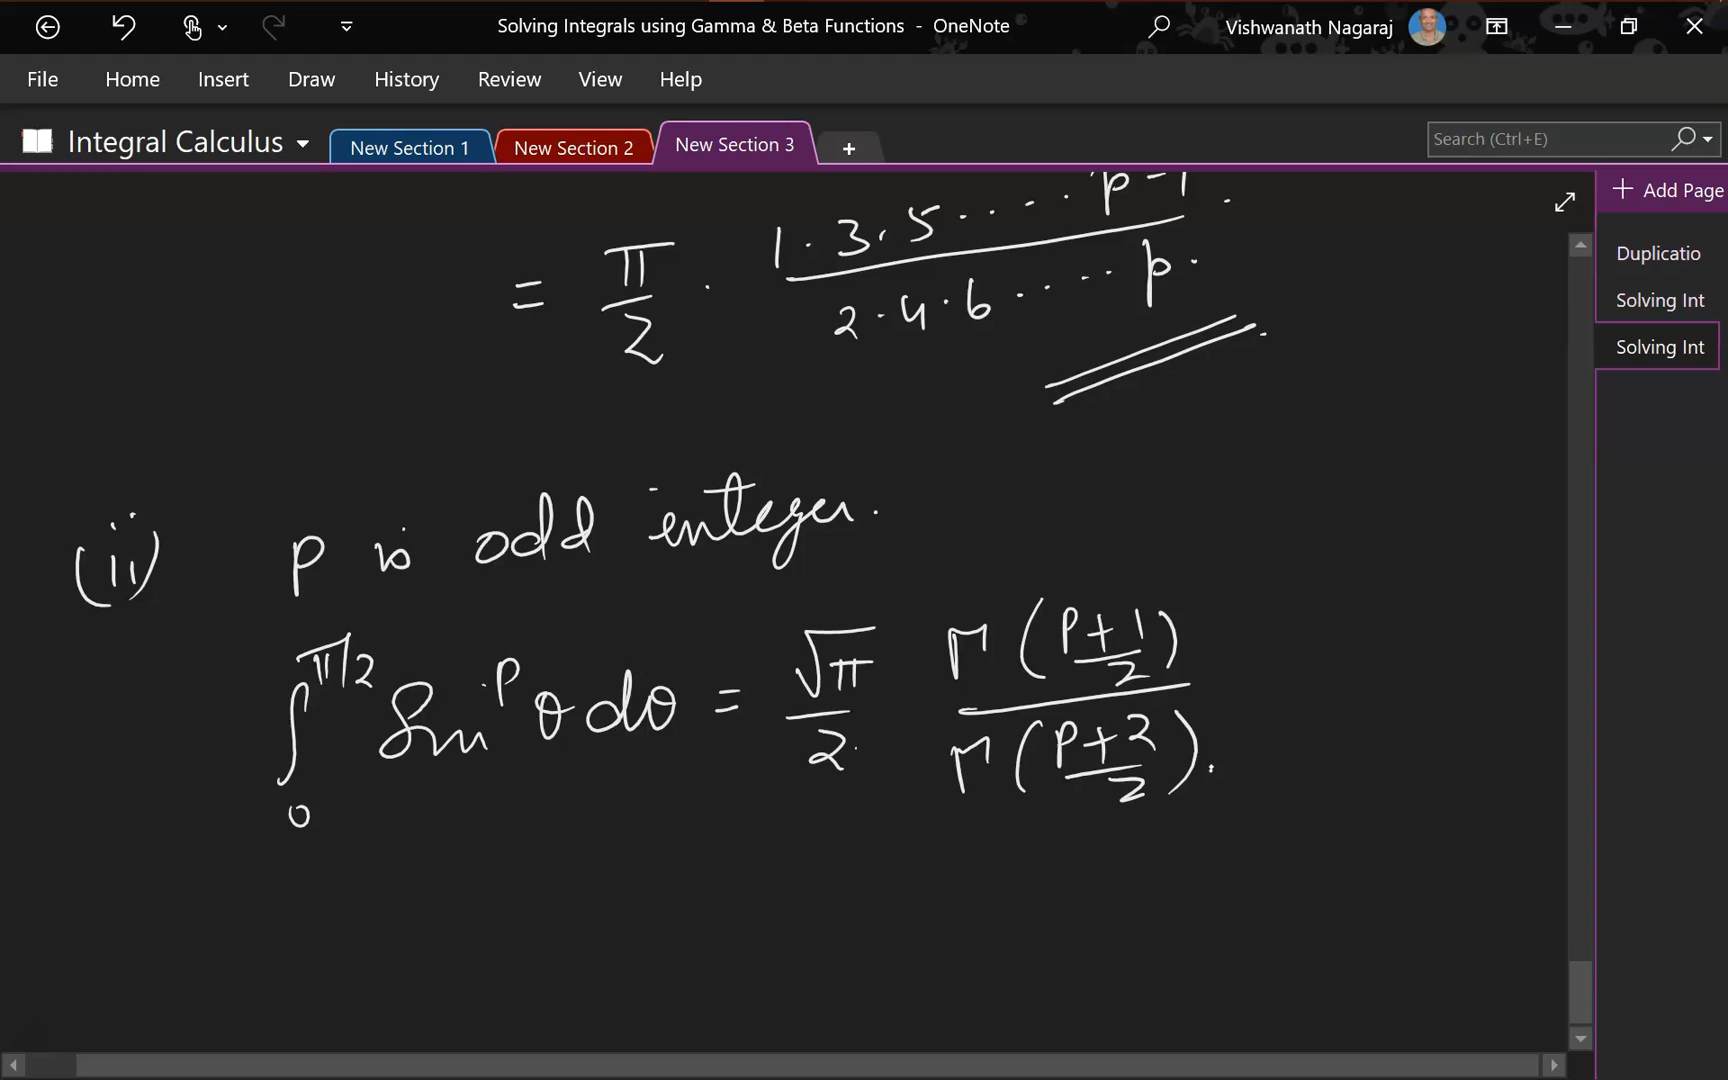 Solving Integrals using Gamma & Beta Functions - OneNote
Vishwanath Nagaraj
File Home Insert Draw History Review View Help
Integral Calculus
New Section 1 New Section 2 New Section 3 +
Search (Ctrl+E)
+ Add Page
Duplicatio
Solving Int
Solving Int
= π/2 · (1·3·5·····p-1)/(2·4·6·····p)
(ii) p is odd integer.
∫₀^{π/2} Sin^p θ dθ = √π/2 Γ((p+1)/2)/Γ((p+2)/2).